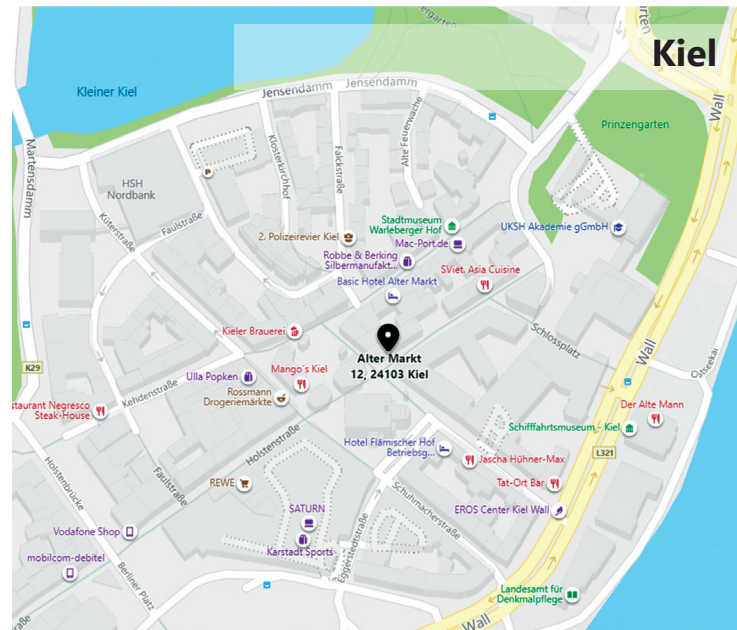 Kiel
Kleiner Kiel
Jensendamm
Jensendamm
Prinzengarten
Wall
Martensdamm
HSH
Nordbank
P
Klosterkirchhof
Falckstraße
Alte Feuerwache
Küterstraße
Faulstraße
2. Polizeirevier Kiel
Stadtmuseum
Warleberger Hof
Mac-Port.de
UKSH Akademie gGmbH
Robbe & Berking
Silbermanufakt...
Basic Hotel Alter Markt
SViet. Asia Cuisine
Kieler Brauerei
Schlossplatz
Wall
Ostseekai
K29
Alter Markt
12, 24103 Kiel
Mango´s Kiel
Ulla Popken
Rossmann
Drogeriemärkte
Kehdenstraße
staurant Negresco
Steak-House
Der Alte Mann
Schifffahrtsmuseum - Kiel
Holstenstraße
Hotel Flämischer Hof
Betriebsg...
Jascha Hühner-Max
L321
Tat-Ort Bar
Holstenbrücke
Faulstraße
REWE
Schuhmacherstraße
EROS Center Kiel Wall
SATURN
Karstadt Sports
Eggerstedtstraße
Vodafone Shop
mobilcom-debitel
Berliner Platz
Landesamt für
Denkmalpflege
Wall